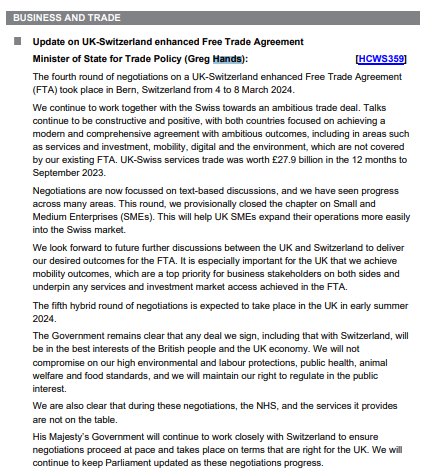 BUSINESS AND TRADE
Update on UK-Switzerland enhanced Free Trade Agreement
Minister of State for Trade Policy (Greg Hands): [HCWS359]
The fourth round of negotiations on a UK-Switzerland enhanced Free Trade Agreement
(FTA) took place in Bern, Switzerland from 4 to 8 March 2024.
We continue to work together with the Swiss towards an ambitious trade deal. Talks
continue to be constructive and positive, with both countries focused on achieving a
modern and comprehensive agreement with ambitious outcomes, including in areas such
as services and investment, mobility, digital and the environment, which are not covered
by our existing FTA. UK-Swiss services trade was worth £27.9 billion in the 12 months to
September 2023.
Negotiations are now focussed on text-based discussions, and we have seen progress
across many areas. This round, we provisionally closed the chapter on Small and
Medium Enterprises (SMEs). This will help UK SMEs expand their operations more easily
into the Swiss market.
We look forward to future further discussions between the UK and Switzerland to deliver
our desired outcomes for the FTA. It is especially important for the UK that we achieve
mobility outcomes, which are a top priority for business stakeholders on both sides and
underpin any services and investment market access achieved in the FTA.
The fifth hybrid round of negotiations is expected to take place in the UK in early summer
2024.
The Government remains clear that any deal we sign, including that with Switzerland, will
be in the best interests of the British people and the UK economy. We will not
compromise on our high environmental and labour protections, public health, animal
welfare and food standards, and we will maintain our right to regulate in the public
interest.
We are also clear that during these negotiations, the NHS, and the services it provides
are not on the table.
His Majesty's Government will continue to work closely with Switzerland to ensure
negotiations proceed at pace and takes place on terms that are right for the UK. We will
continue to keep Parliament updated as these negotiations progress.